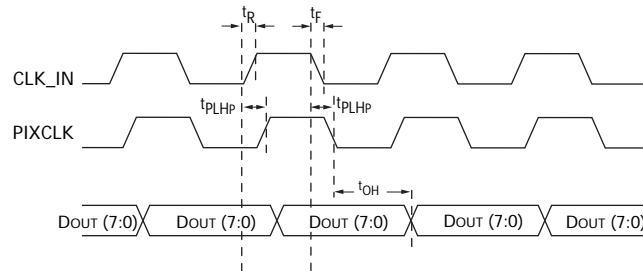 tR tF
CLK_IN
tPLHP tPLHP
PIXCLK
tOH
DOUT (7:0) DOUT (7:0) DOUT (7:0) DOUT (7:0) DOUT (7:0)